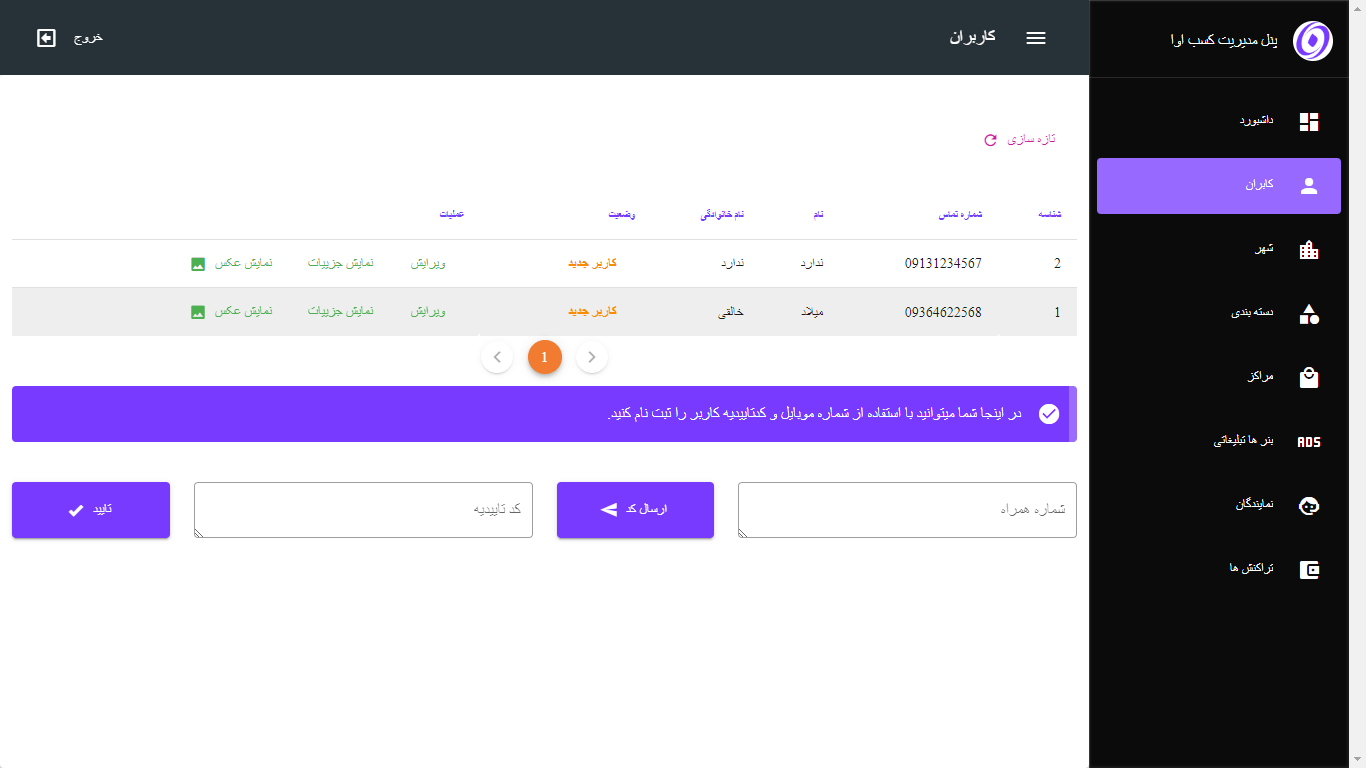 پنل مدیریت کسب آوا
داشبورد
کابران
شهر
دسته بندی
مراکز
بنر ها تبلیغاتی
ADS
نمایندگان
تراکنش ها
کاربران
خروج
تازه سازی
شناسه شماره تماس نام نام خانوادگی وضعیت عملیات
2 09131234567 ندارد ندارد کاربر جدید ویرایش نمایش جزییات نمایش عکس
1 09364622568 میلاد خالقی کاربر جدید ویرایش نمایش جزییات نمایش عکس
1
در اینجا شما میتوانید با استفاده از شماره موبایل و کدتاییدیه کاربر را ثبت نام کنید.
شماره همراه
ارسال کد
کد تاییدیه
تایید